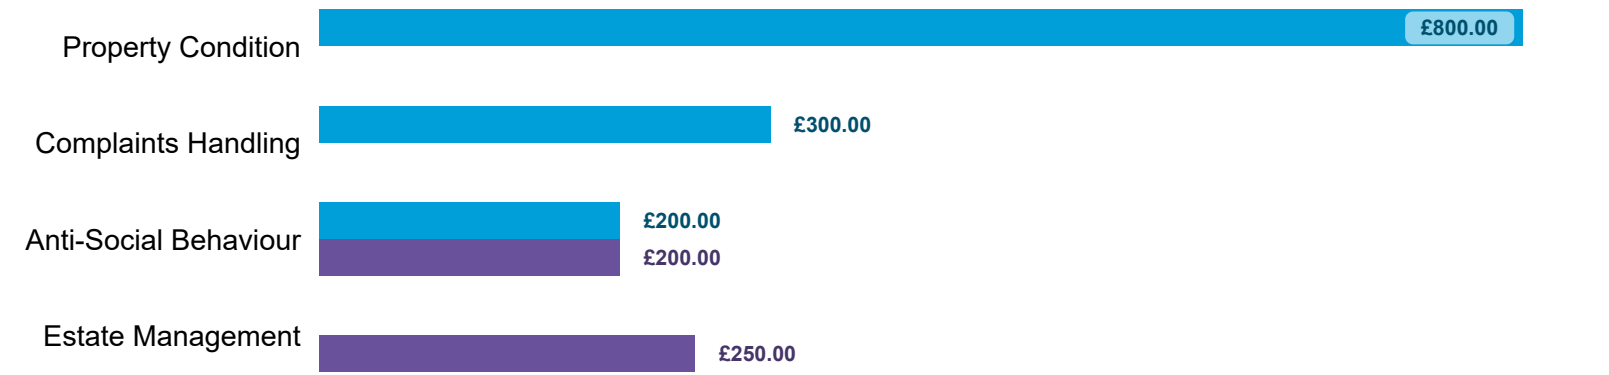 Property Condition
£800.00
Complaints Handling
£300.00
Anti-Social Behaviour
£200.00
£200.00
Estate Management
£250.00